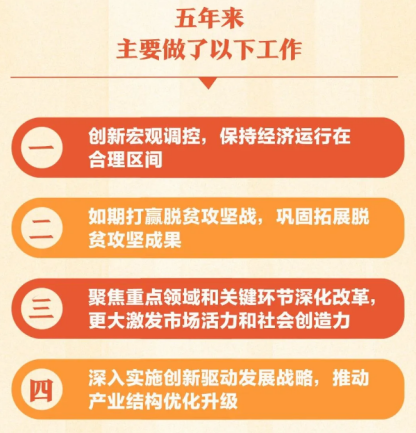 五年来
主要做了以下工作
一
创新宏观调控，保持经济运行在
合理区间
二
如期打赢脱贫攻坚战，巩固拓展脱
贫攻坚成果
三
聚焦重点领域和关键环节深化改革，
更大激发市场活力和社会创造力
四
深入实施创新驱动发展战略，推动
产业结构优化升级